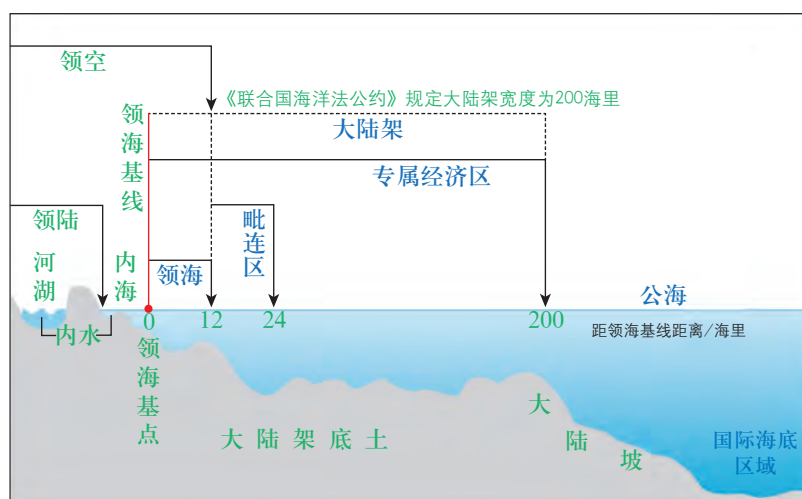 领空
《联合国海洋法公约》规定大陆架宽度为200海里
领海基线
大陆架
专属经济区
领陆
毗连区
河湖
内海
领海
公海
0
12
24
200
内水
距领海基线距离/海里
领海基点
大陆架底土
大陆坡
国际海底
区域